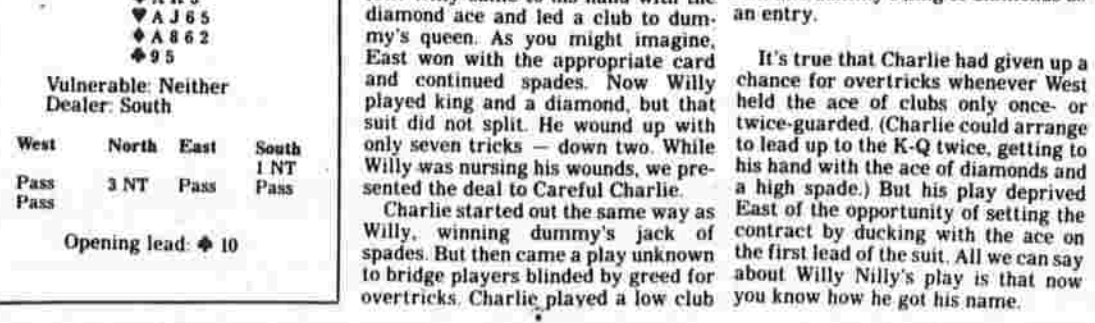 ♥ A J 6 5
♦ A 8 6 2
♣ 9 5
Vulnerable: Neither
Dealer: South
West North East South
1 NT
Pass 3 NT Pass Pass
Pass
Opening lead: ♠ 10
diamond ace and led a club to dum-
my's queen. As you might imagine,
East won with the appropriate card
and continued spades. Now Willy
played king and a diamond, but that
suit did not split. He wound up with
only seven tricks — down two. While
Willy was nursing his wounds, we pre-
sented the deal to Careful Charlie.
Charlie started out the same way as
Willy, winning dummy's jack of
spades. But then came a play unknown
to bridge players blinded by greed for
overtricks. Charlie played a low club
an entry.
It's true that Charlie had given up a
chance for overtricks whenever West
held the ace of clubs only once- or
twice-guarded. (Charlie could arrange
to lead up to the K-Q twice, getting to
his hand with the ace of diamonds and
a high spade.) But his play deprived
East of the opportunity of setting the
contract by ducking with the ace on
the first lead of the suit. All we can say
about Willy Nilly's play is that now
you know how he got his name.